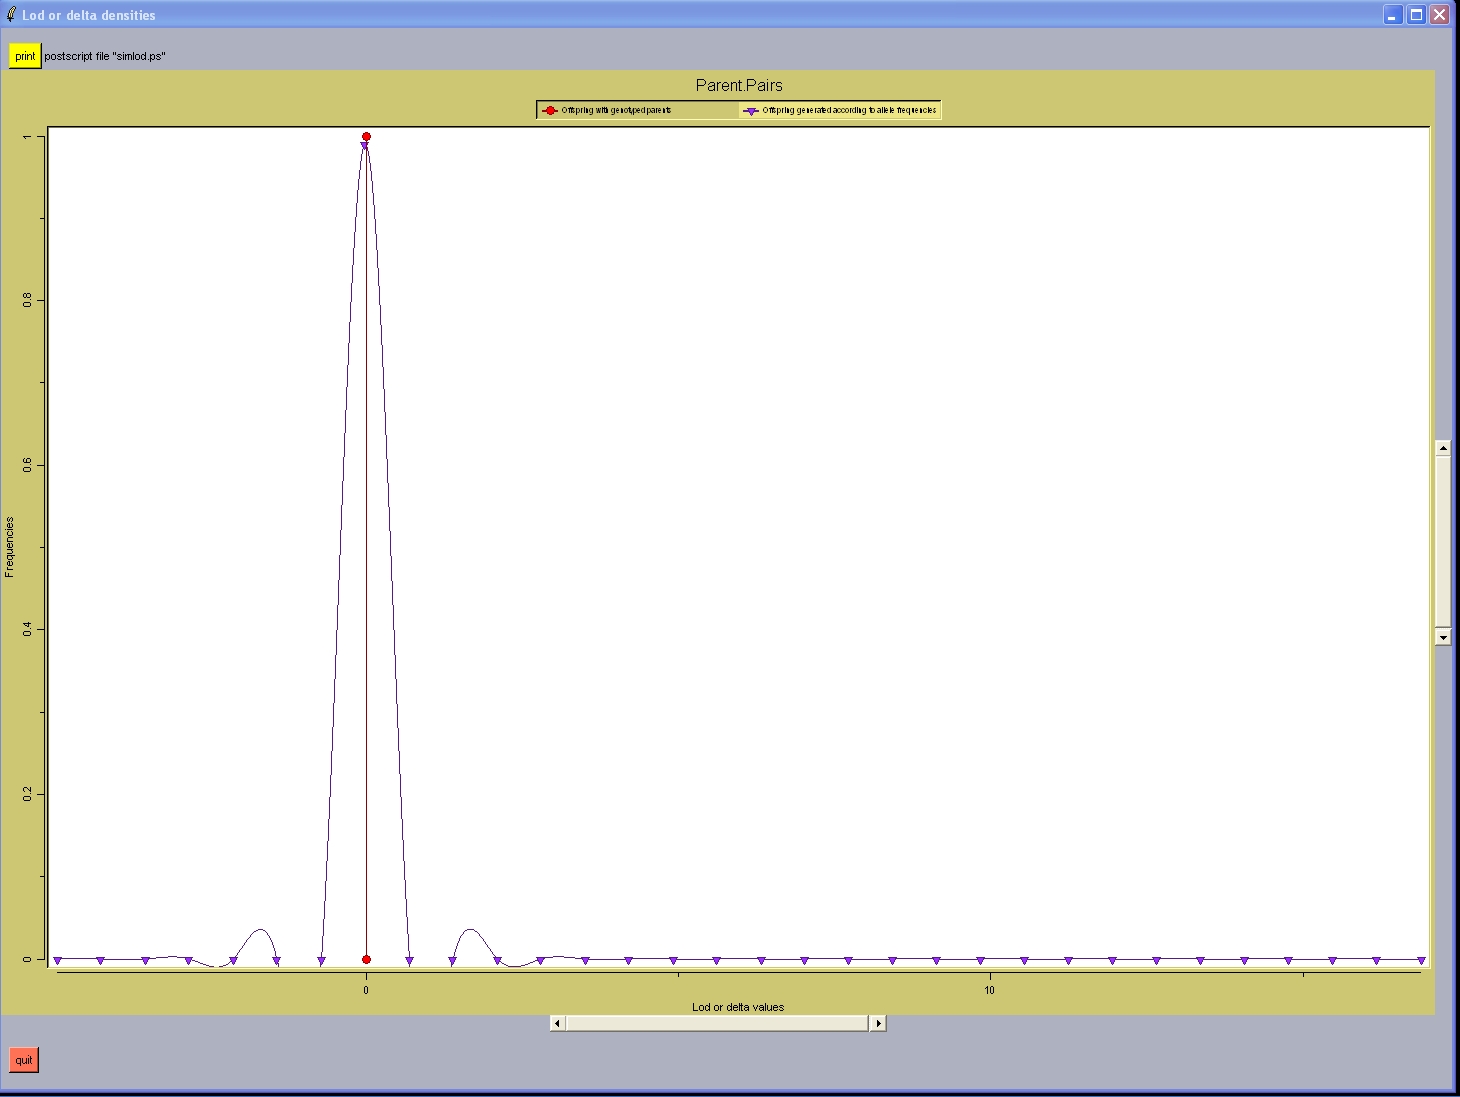 Lod or delta densities
print postscript file "simlod.ps"
Parent.Pairs
Offspring with genotyped parents Offspring generated according to allele frequencies
1
0.8
0.6
0.4
0.2
0
Frequencies
0 10
Lod or delta values
quit